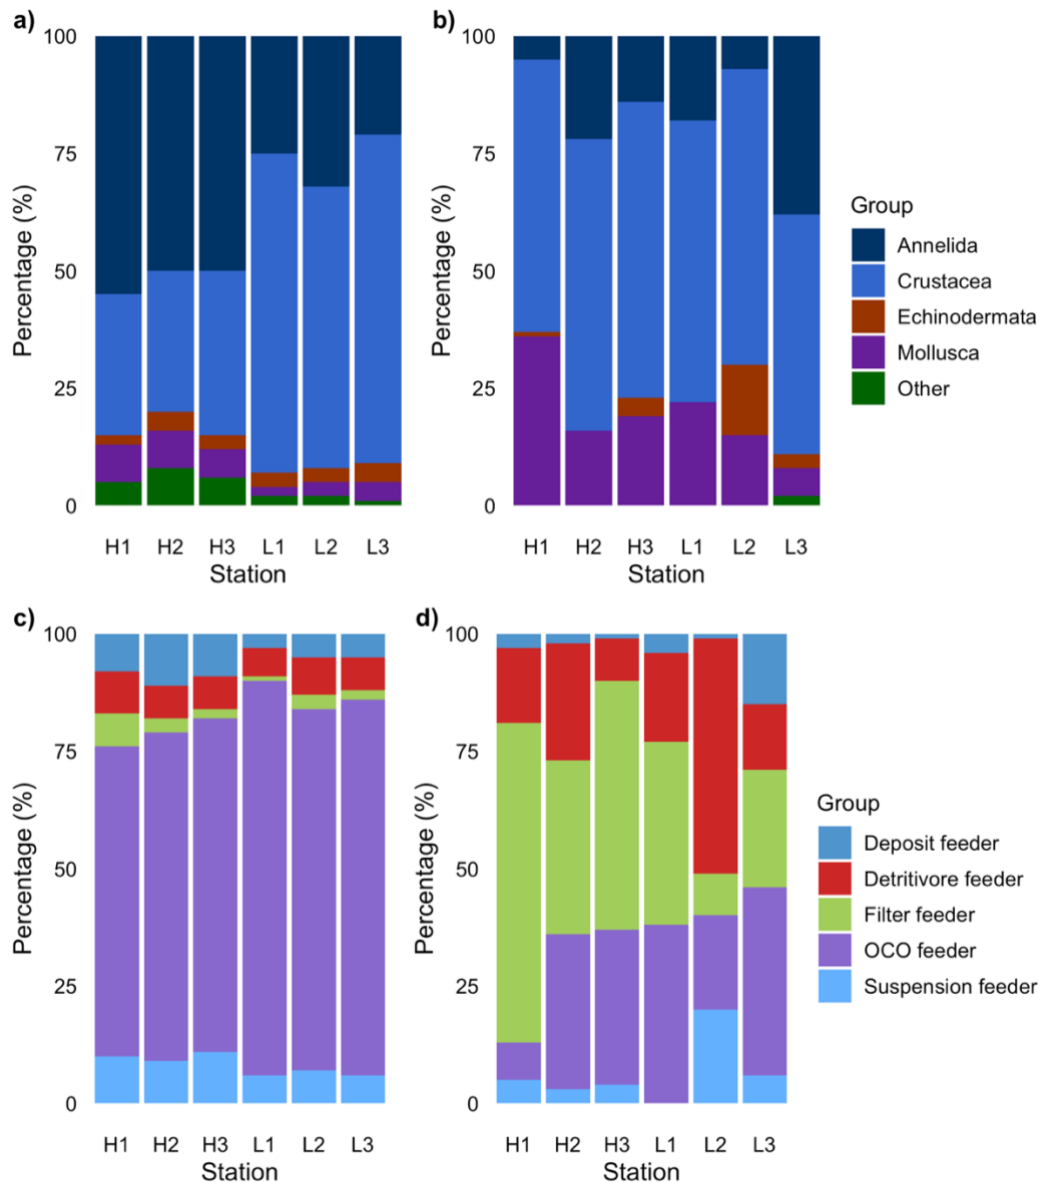 a)
100
75
50
25
0
Percentage (%)
H1 H2 H3 L1 L2 L3
Station
b)
100
75
50
25
0
Percentage (%)
H1 H2 H3 L1 L2 L3
Station
Group
Annelida
Crustacea
Echinodermata
Mollusca
Other
c)
100
75
50
25
0
Percentage (%)
H1 H2 H3 L1 L2 L3
Station
d)
100
75
50
25
0
Percentage (%)
H1 H2 H3 L1 L2 L3
Station
Group
Deposit feeder
Detritivore feeder
Filter feeder
OCO feeder
Suspension feeder